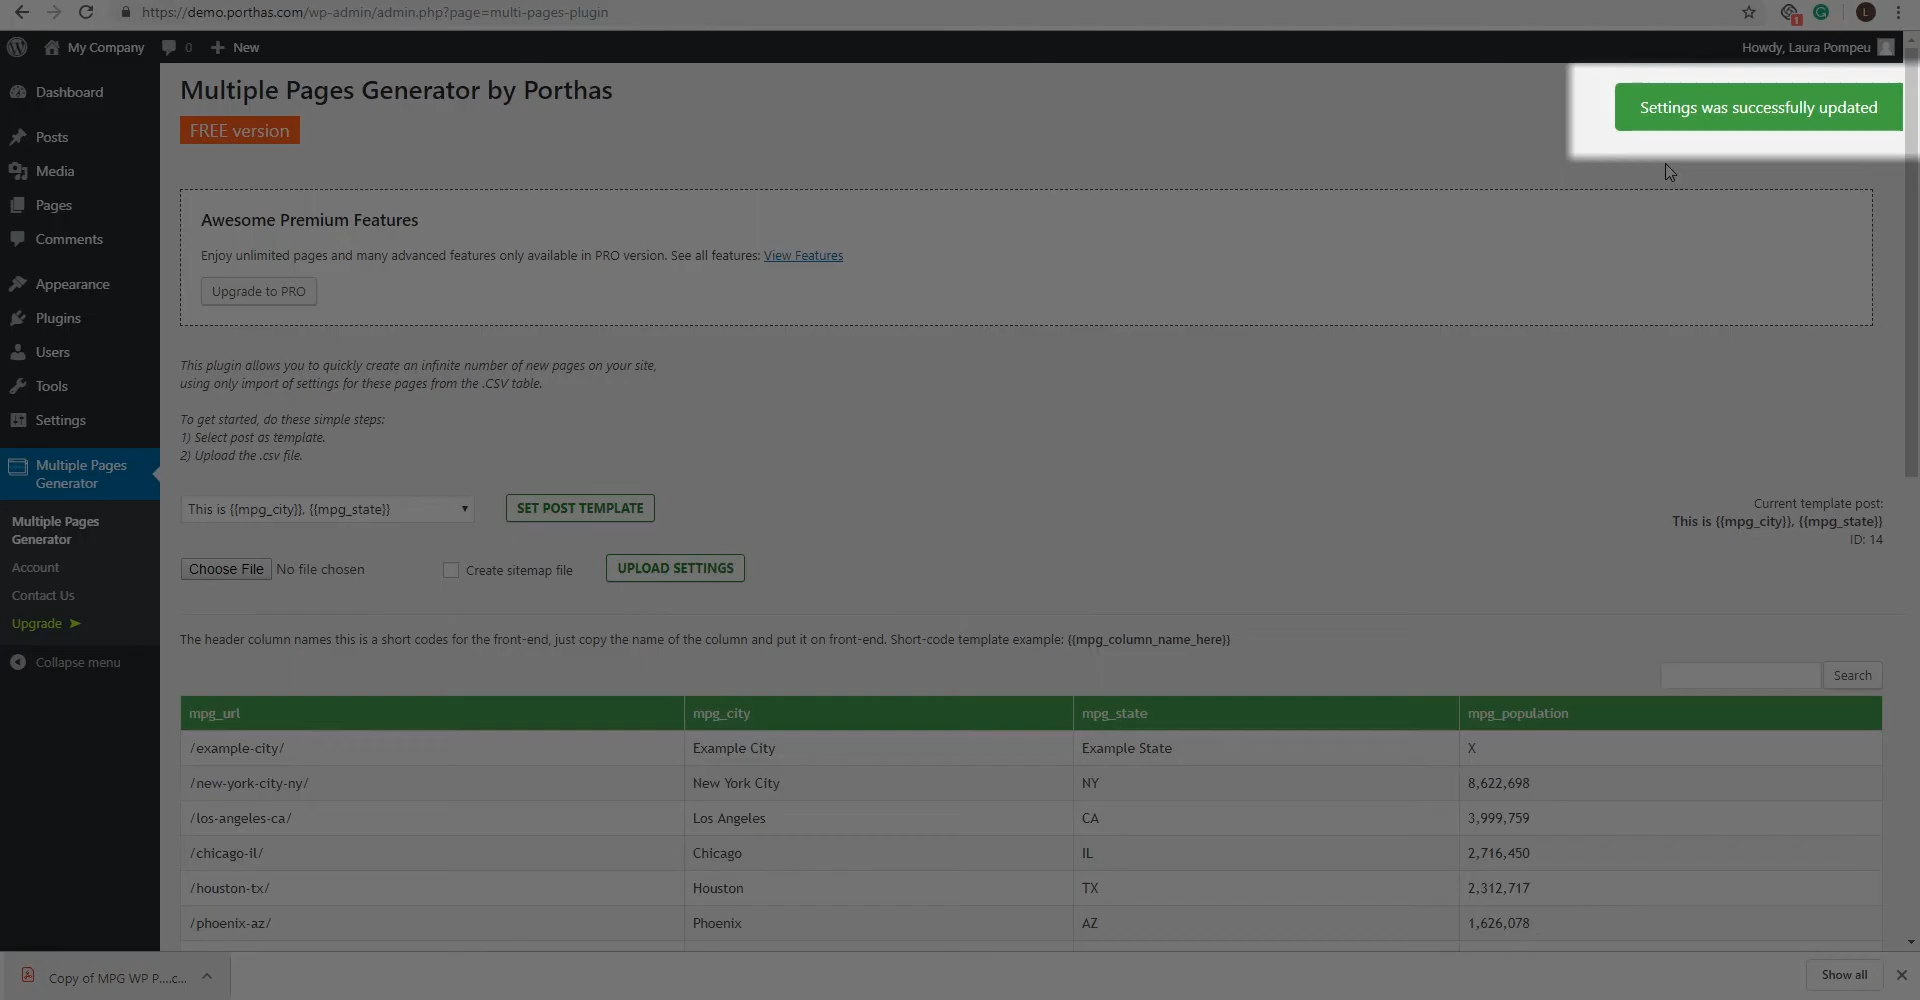 https://demo.porthas.com/wp-admin/admin.php?page=multi-pages-plugin
1
L
My Company
0
New
Howdy, Laura Pompeu
Dashboard
Posts
Media
Pages
Comments
Appearance
Plugins
Users
Tools
Settings
Multiple Pages
Generator
Multiple Pages
Generator
Account
Contact Us
Upgrade ➤
Collapse menu
Multiple Pages Generator by Porthas
FREE version
Settings was successfully updated
Awesome Premium Features
Enjoy unlimited pages and many advanced features only available in PRO version. See all features: View Features
Upgrade to PRO
This plugin allows you to quickly create an infinite number of new pages on your site,
using only import of settings for these pages from the .CSV table.
To get started, do these simple steps:
1) Select post as template.
2) Upload the .csv file.
This is {{mpg_city}}, {{mpg_state}}
SET POST TEMPLATE
Current template post:
This is {{mpg_city}}, {{mpg_state}}
ID: 14
Choose File No file chosen
Create sitemap file
UPLOAD SETTINGS
The header column names this is a short codes for the front-end, just copy the name of the column and put it on front-end. Short-code template example: {{mpg_column_name_here}}
Search
mpg_url mpg_city mpg_state mpg_population
/example-city/ Example City Example State X
/new-york-city-ny/ New York City NY 8,622,698
/los-angeles-ca/ Los Angeles CA 3,999,759
/chicago-il/ Chicago IL 2,716,450
/houston-tx/ Houston TX 2,312,717
/phoenix-az/ Phoenix AZ 1,626,078
Copy of MPG WP P....c...
Show all